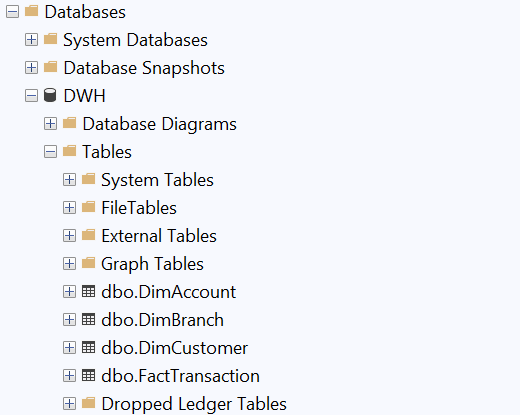 Databases
System Databases
Database Snapshots
DWH
Database Diagrams
Tables
System Tables
FileTables
External Tables
Graph Tables
dbo.DimAccount
dbo.DimBranch
dbo.DimCustomer
dbo.FactTransaction
Dropped Ledger Tables